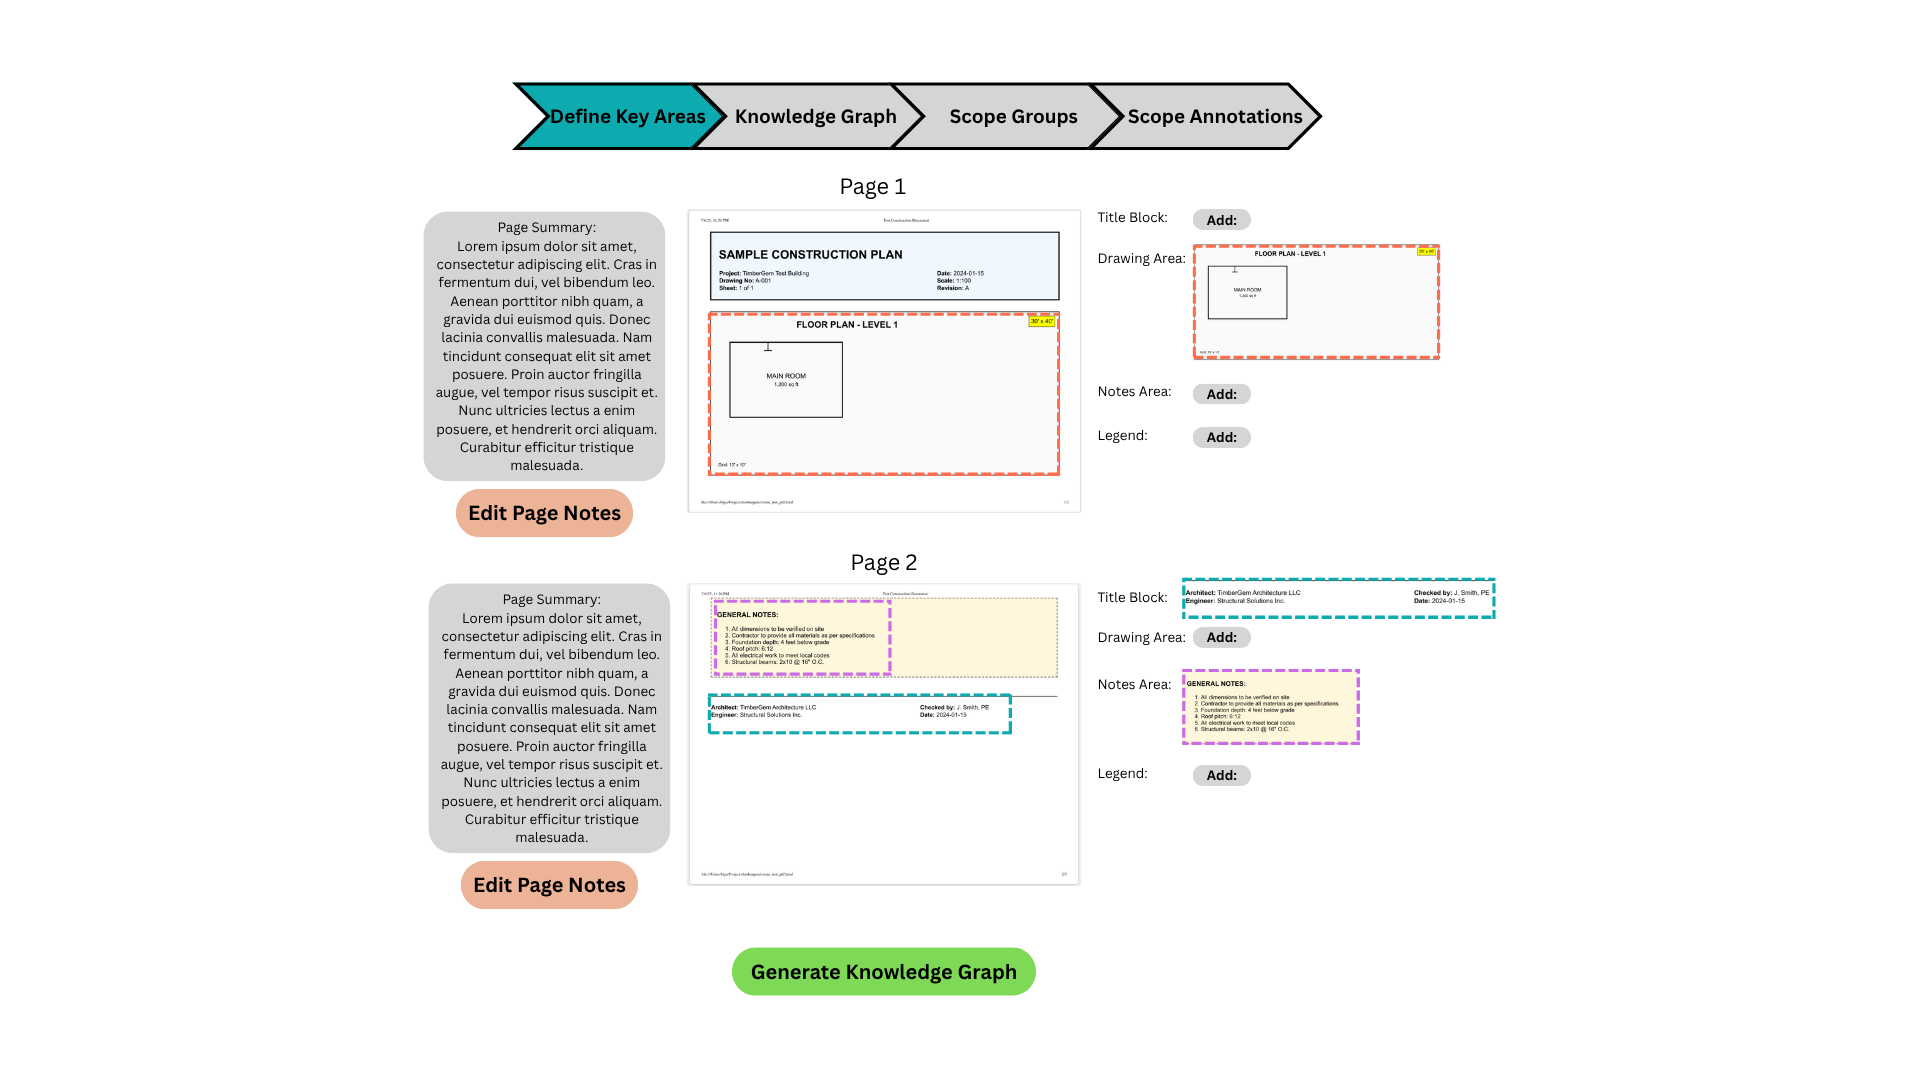 Define Key Areas
Knowledge Graph
Scope Groups
Scope Annotations
Page 1
Page Summary:
Lorem ipsum dolor sit amet,
consectetur adipiscing elit. Cras in
fermentum dui, vel bibendum leo.
Aenean porttitor nibh quam, a
gravida dui euismod quis. Donec
lacinia convallis malesuada. Nam
tincidunt consequat elit sit amet
posuere. Proin auctor fringilla
augue, vel tempor risus suscipit et.
Nunc ultricies lectus a enim
posuere, et hendrerit orci aliquam.
Curabitur efficitur tristique
malesuada.
Edit Page Notes
Test Construction Document
SAMPLE CONSTRUCTION PLAN
Project: TimberGem Test Building
Drawing No: A-001
Sheet: 1 of 1
Date: 2024-01-15
Scale: 1:100
Revision: A
FLOOR PLAN - LEVEL 1
30' x 40'
MAIN ROOM
1,200 sq ft
Grid: 10' x 10'
1/2
Title Block:
Add:
Drawing Area:
FLOOR PLAN - LEVEL 1
30' x 40'
MAIN ROOM
1,200 sq ft
Grid: 10' x 10'
Notes Area:
Add:
Legend:
Add:
Page 2
Page Summary:
Lorem ipsum dolor sit amet,
consectetur adipiscing elit. Cras in
fermentum dui, vel bibendum leo.
Aenean porttitor nibh quam, a
gravida dui euismod quis. Donec
lacinia convallis malesuada. Nam
tincidunt consequat elit sit amet
posuere. Proin auctor fringilla
augue, vel tempor risus suscipit et.
Nunc ultricies lectus a enim
posuere, et hendrerit orci aliquam.
Curabitur efficitur tristique
malesuada.
Edit Page Notes
Test Construction Document
GENERAL NOTES:
1. All dimensions to be verified on site
2. Contractor to provide all materials as per specifications
3. Foundation depth: 4 feet below grade
4. Roof pitch: 6:12
5. All electrical work to meet local codes
6. Structural beams: 2x10 @ 16" O.C.
Architect: TimberGem Architecture LLC
Engineer: Structural Solutions Inc.
Checked by: J. Smith, PE
Date: 2024-01-15
2/2
Title Block:
Architect: TimberGem Architecture LLC
Engineer: Structural Solutions Inc.
Checked by: J. Smith, PE
Date: 2024-01-15
Drawing Area:
Add:
Notes Area:
GENERAL NOTES:
1. All dimensions to be verified on site
2. Contractor to provide all materials as per specifications
3. Foundation depth: 4 feet below grade
4. Roof pitch: 6:12
5. All electrical work to meet local codes
6. Structural beams: 2x10 @ 16" O.C.
Legend:
Add:
Generate Knowledge Graph